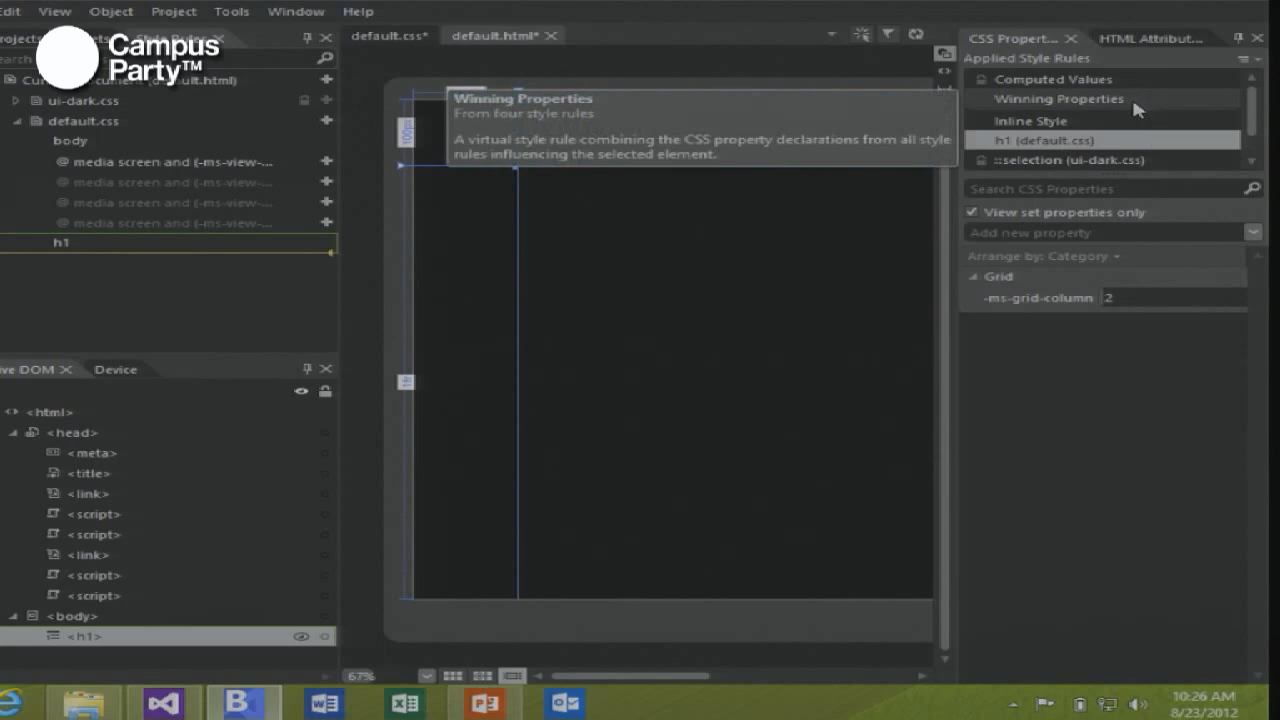 Edit View Object Project Tools Window Help
Campus
Party™
default.css*
default.html*
CSS Propert...
HTML Attribut...
Applied Style Rules
Computed Values
Winning Properties
Inline Style
h1 (default.css)
::selection (ui-dark.css)
Search CSS Properties
View set properties only
Add new property
Arrange by: Category
Grid
-ms-grid-column 2
Winning Properties
From four style rules
A virtual style rule combining the CSS property declarations from all style
rules influencing the selected element.
100px
1fr
(default.html)
ui-dark.css
default.css
body
@ media screen and (-ms-view-...
@ media screen and (-ms-view-...
@ media screen and (-ms-view-...
@ media screen and (-ms-view-...
h1
ive DOM
Device
<html>
<head>
<meta>
<title>
<link>
<script>
<script>
<link>
<script>
<script>
<body>
<h1>
67%
10:26 AM
8/23/2012